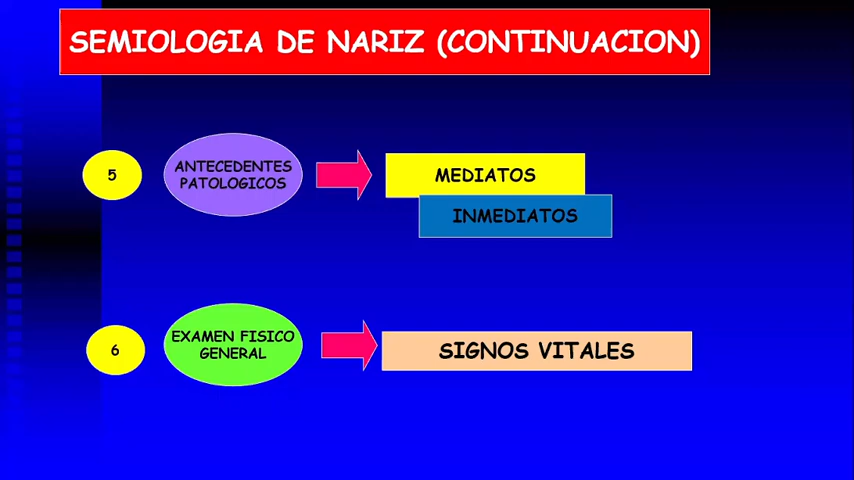 SEMIOLOGIA DE NARIZ (CONTINUACION)
5
ANTECEDENTES
PATOLOGICOS
MEDIATOS
INMEDIATOS
6
EXAMEN FISICO
GENERAL
SIGNOS VITALES